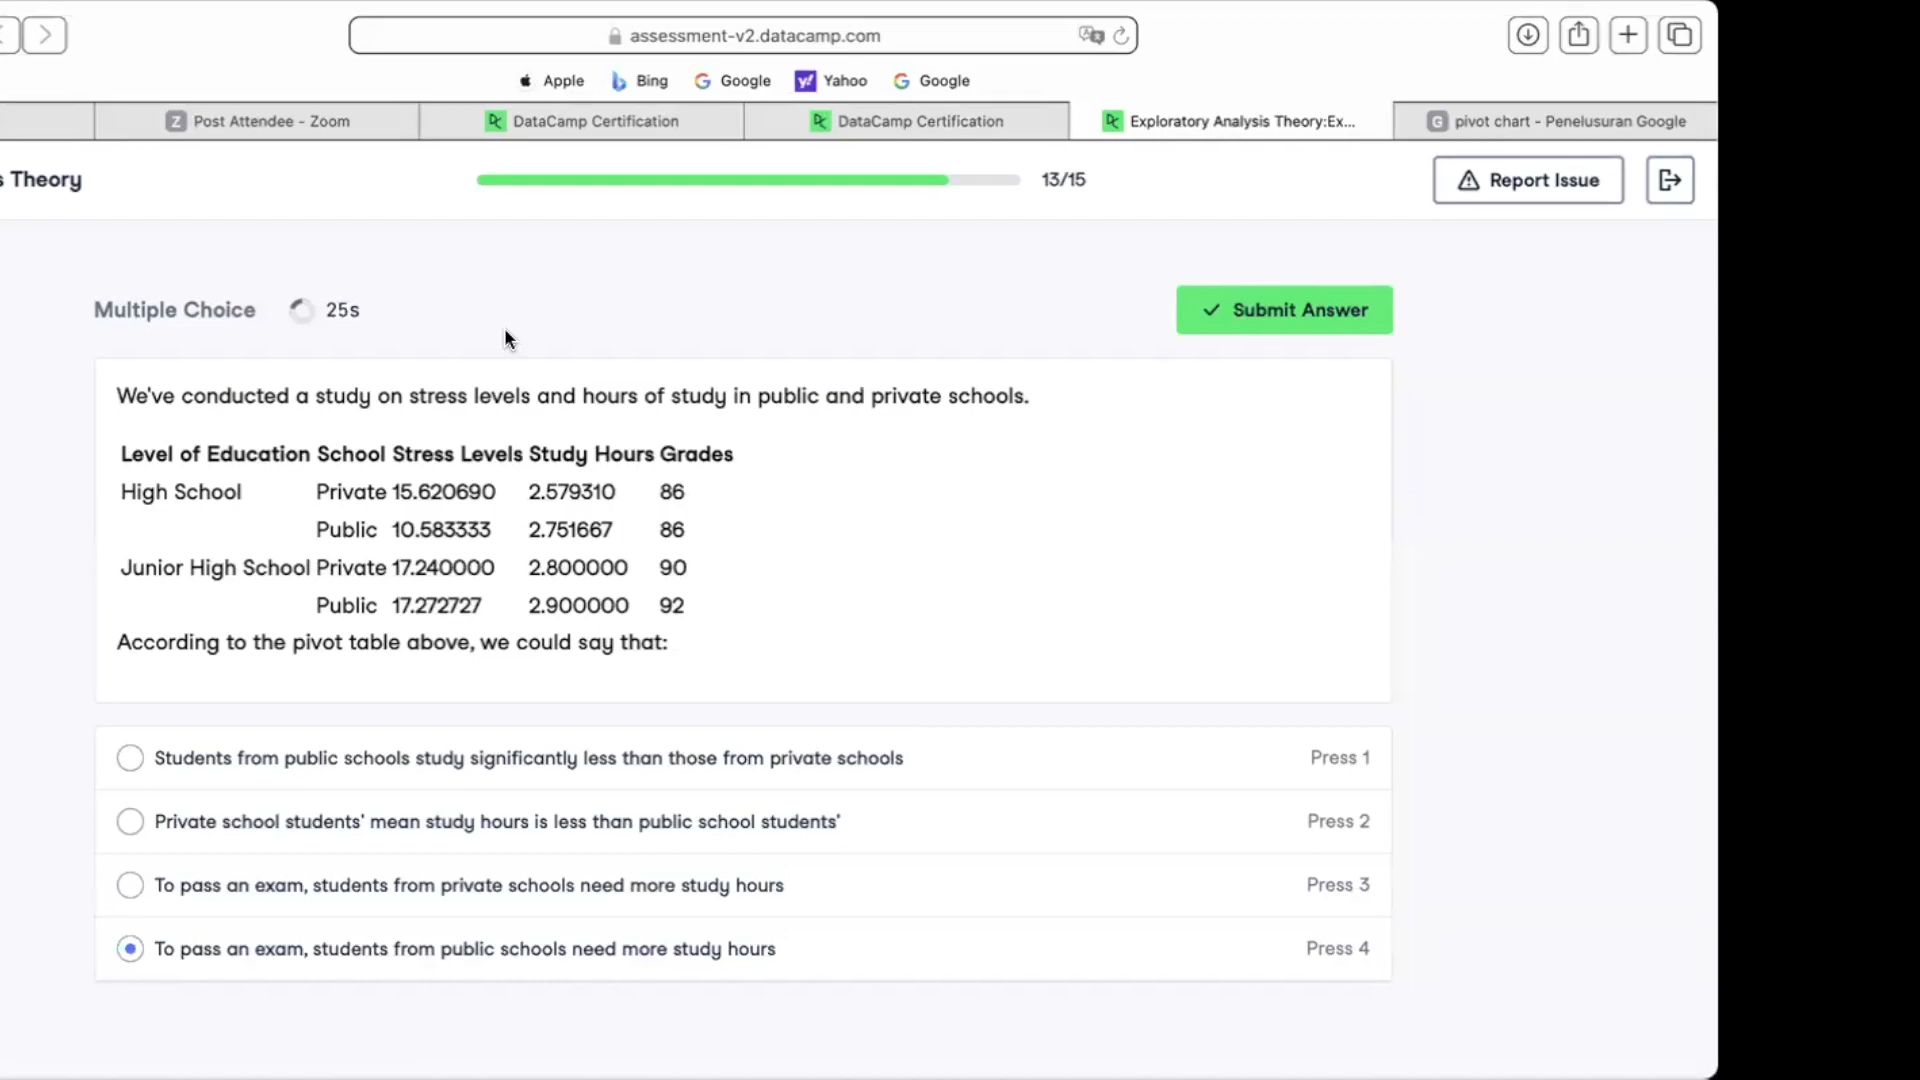 assessment-v2.datacamp.com
Apple Bing Google Yahoo Google
Post Attendee - Zoom DataCamp Certification DataCamp Certification Exploratory Analysis Theory:Ex... pivot chart - Penelusuran Google
s Theory 13/15 Report Issue
Multiple Choice 25s Submit Answer
We've conducted a study on stress levels and hours of study in public and private schools.
Level of Education School Stress Levels Study Hours Grades
High School Private 15.620690 2.579310 86
Public 10.583333 2.751667 86
Junior High School Private 17.240000 2.800000 90
Public 17.272727 2.900000 92
According to the pivot table above, we could say that:
Students from public schools study significantly less than those from private schools Press 1
Private school students' mean study hours is less than public school students' Press 2
To pass an exam, students from private schools need more study hours Press 3
To pass an exam, students from public schools need more study hours Press 4